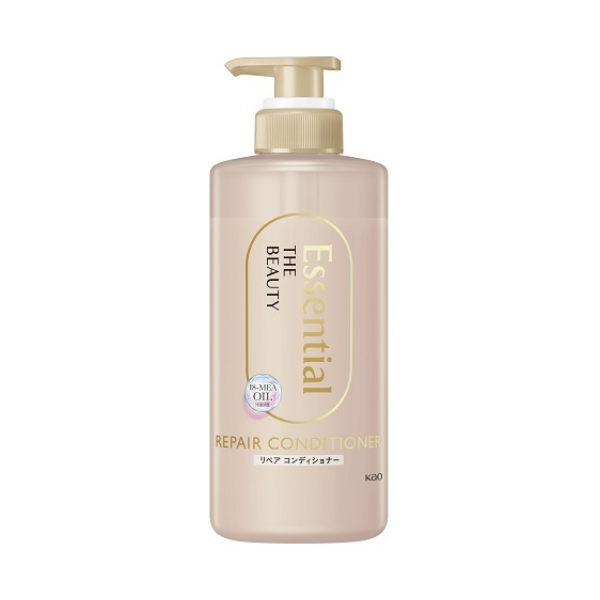 Essential
THE
BEAUTY
18-MEA
OIL
REPAIR CONDITIONER
リペア コンディショナー
Kao